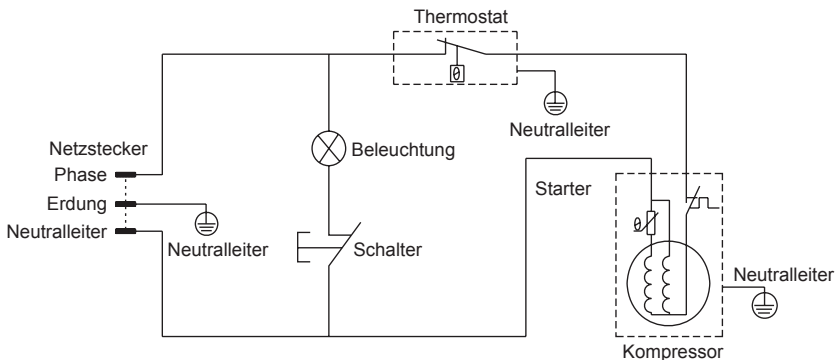 Thermostat
Neutralleiter
Netzstecker
Phase
Beleuchtung
Erdung
Starter
Neutralleiter
Neutralleiter
Schalter
Neutralleiter
Kompressor
θ
θ